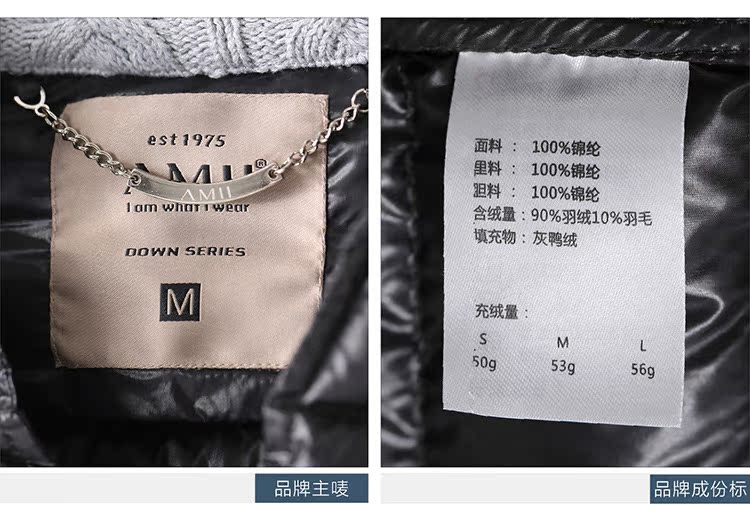 est 1975
AMII®
AMII
I am what I wear
DOWN SERIES
M
面料： 100%锦纶
里料： 100%锦纶
胆料： 100%锦纶
含绒量：90%羽绒10%羽毛
填充物：灰鸭绒
充绒量：
S M L
50g 53g 56g
品牌主唛
品牌成份标